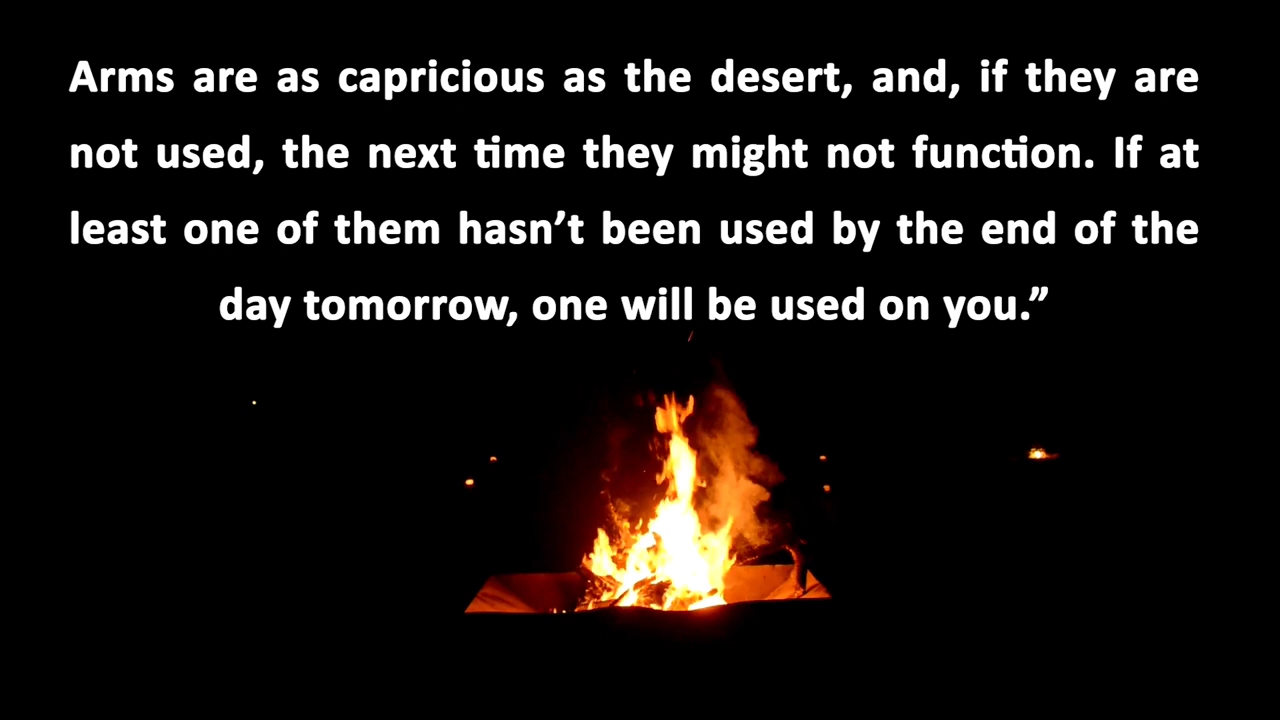 Arms are as capricious as the desert, and, if they are
not used, the next time they might not function. If at
least one of them hasn’t been used by the end of the
day tomorrow, one will be used on you.”